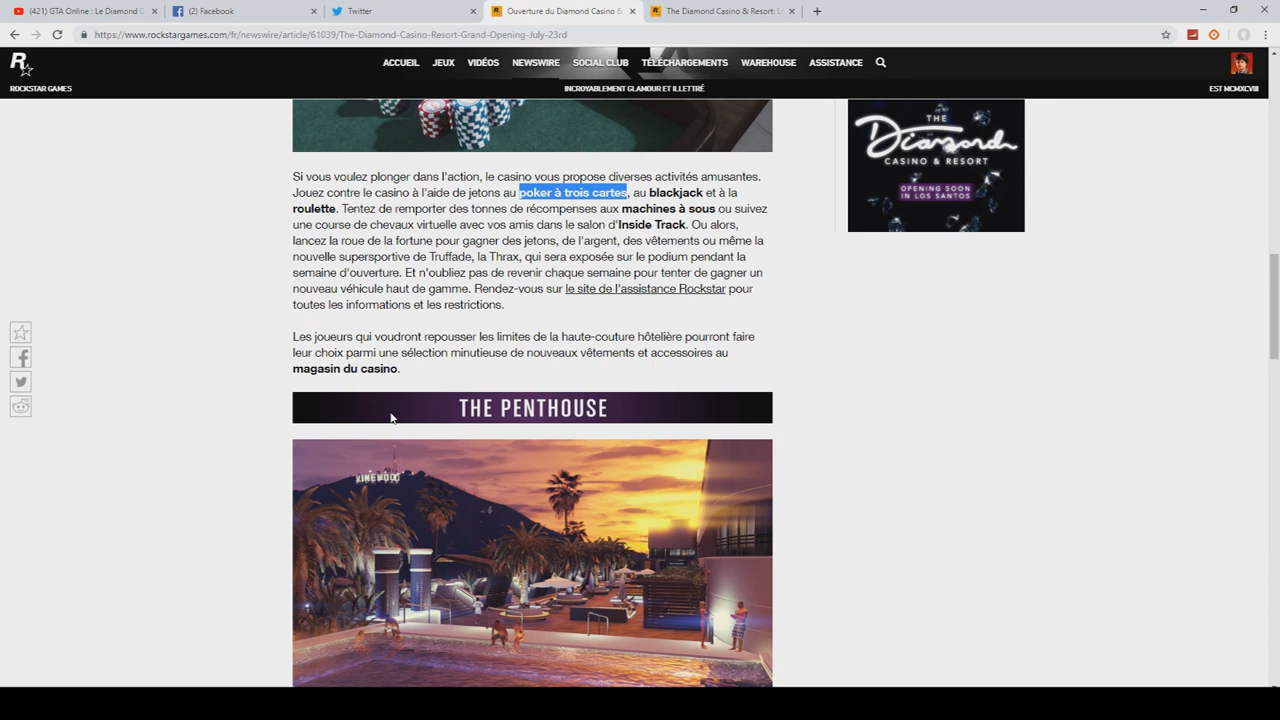 (421) GTA Online : Le Diamond C
(2) Facebook
Twitter
Ouverture du Diamond Casino &
The Diamond Casino & Resort: L
https://www.rockstargames.com/fr/newswire/article/61039/The-Diamond-Casino-Resort-Grand-Opening-July-23rd
R
ACCUEIL JEUX VIDÉOS NEWSWIRE SOCIAL CLUB TÉLÉCHARGEMENTS WAREHOUSE ASSISTANCE
ROCKSTAR GAMES
INCROYABLEMENT GLAMOUR ET ILLETTRÉ
EST MCMXCVIII
Si vous voulez plonger dans l'action, le casino vous propose diverses activités amusantes.
Jouez contre le casino à l'aide de jetons au poker à trois cartes, au blackjack et à la
roulette. Tentez de remporter des tonnes de récompenses aux machines à sous ou suivez
une course de chevaux virtuelle avec vos amis dans le salon d'Inside Track. Ou alors,
lancez la roue de la fortune pour gagner des jetons, de l'argent, des vêtements ou même la
nouvelle supersportive de Truffade, la Thrax, qui sera exposée sur le podium pendant la
semaine d'ouverture. Et n'oubliez pas de revenir chaque semaine pour tenter de gagner un
nouveau véhicule haut de gamme. Rendez-vous sur le site de l'assistance Rockstar pour
toutes les informations et les restrictions.
Les joueurs qui voudront repousser les limites de la haute-couture hôtelière pourront faire
leur choix parmi une sélection minutieuse de nouveaux vêtements et accessoires au
magasin du casino.
THE PENTHOUSE
VINEWOOD
THE
Diamond
CASINO & RESORT
OPENING SOON
IN LOS SANTOS